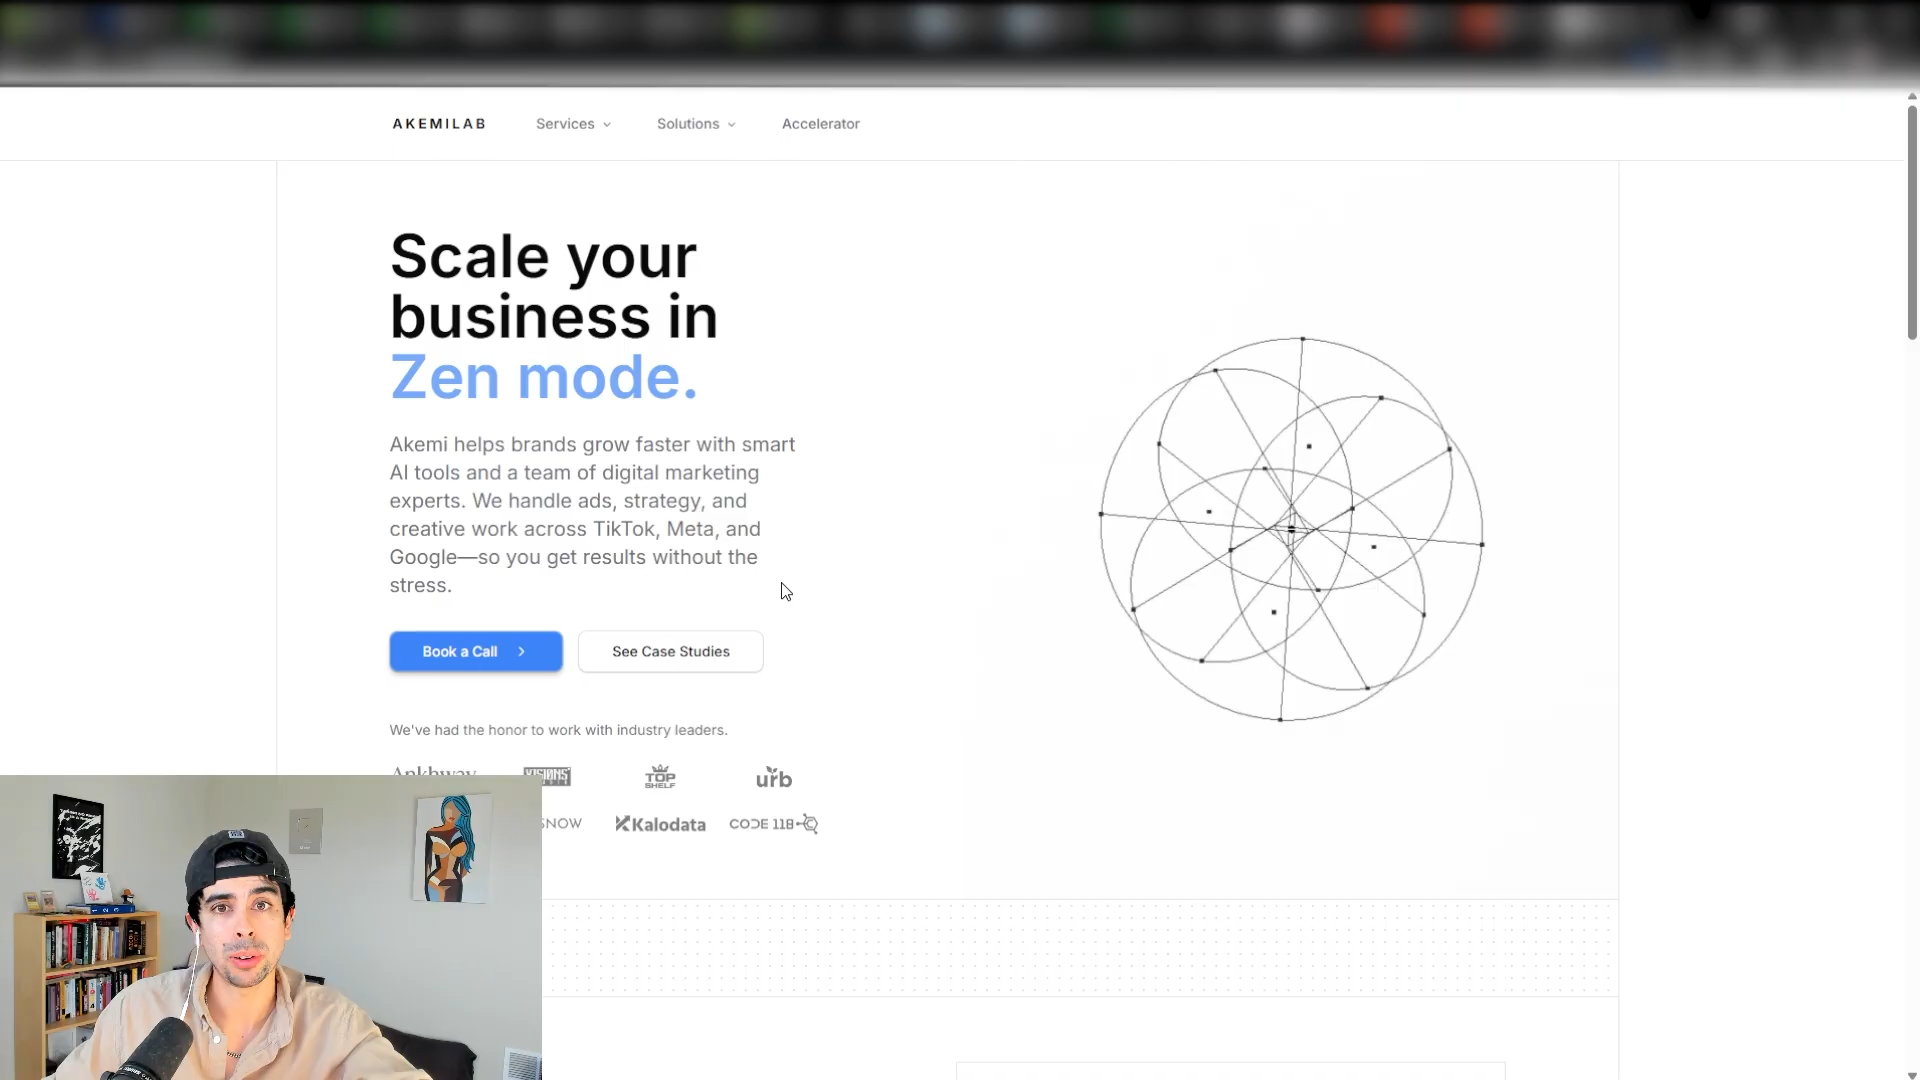 AKEMILAB
Services
Solutions
Accelerator
Scale your
business in
Zen mode.
Akemi helps brands grow faster with smart
AI tools and a team of digital marketing
experts. We handle ads, strategy, and
creative work across TikTok, Meta, and
Google—so you get results without the
stress.
Book a Call
See Case Studies
We've had the honor to work with industry leaders.
VISIONS
TOP
SHELF
urb
SNOW
Kalodata
CODE 11B